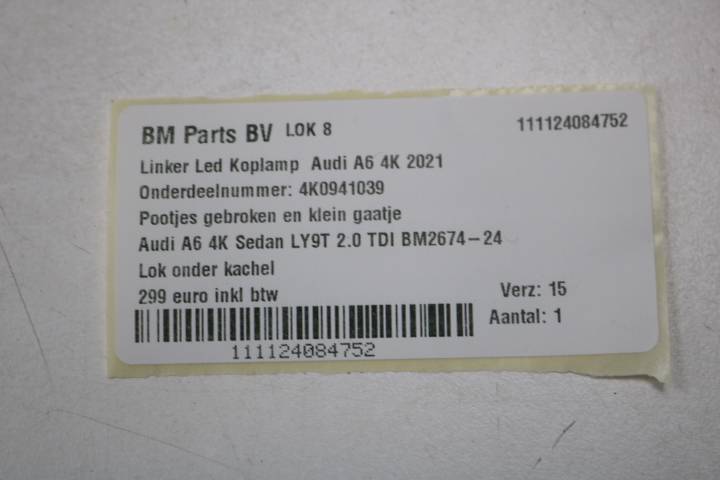 BM Parts BV LOK 8 111124084752
Linker Led Koplamp Audi A6 4K 2021
Onderdeelnummer: 4K0941039
Pootjes gebroken en klein gaatje
Audi A6 4K Sedan LY9T 2.0 TDI BM2674-24
Lok onder kachel
299 euro inkl btw Verz: 15
Aantal: 1
111124084752